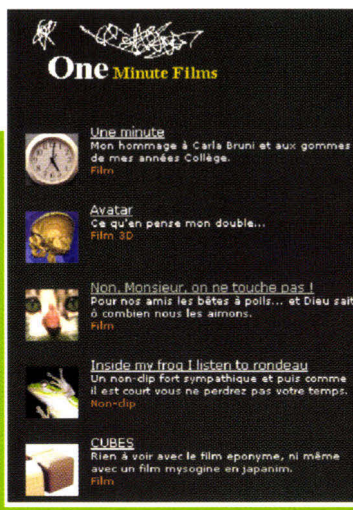 One Minute Films
Une minute
Mon hommage à Carla Bruni et aux gommes
de mes années Collège.
Film
Avatar
Ce qu'en pense mon double...
Film 3D
Non, Monsieur, on ne touche pas !
Pour nos amis les bêtes à poils... et Dieu sait
ô combien nous les aimons.
Film
Inside my frog I listen to rondeau
Un non-clip fort sympathique et puis comme
il est court vous ne perdrez pas votre temps.
Non-clip
CUBES
Rien à voir avec le film eponyme, ni même
avec un film mysogine en japanim.
Film